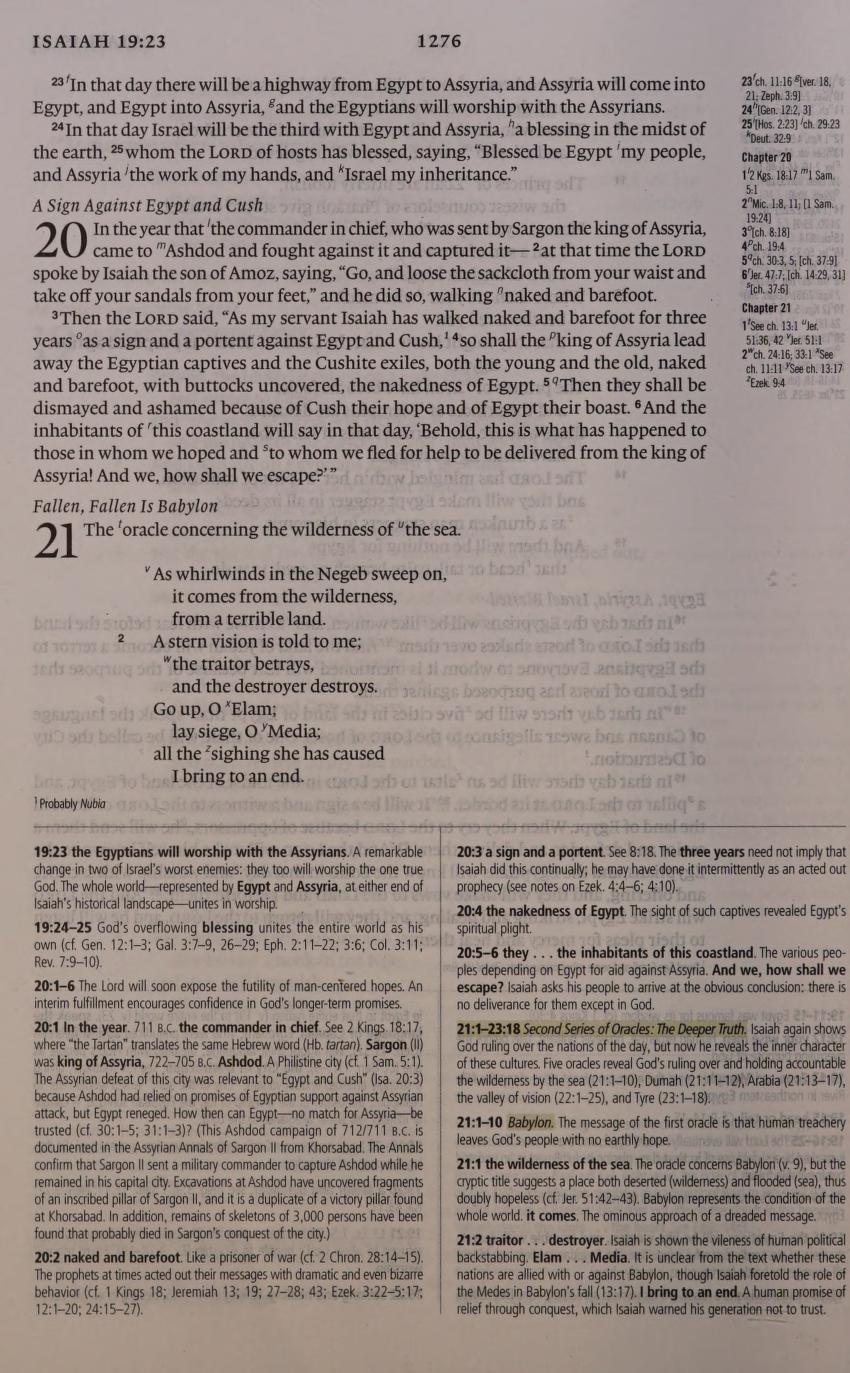 ISAIAH 19:23
1276
23 f In that day there will be a highway from Egypt to Assyria, and Assyria will come into
Egypt, and Egypt into Assyria, g and the Egyptians will worship with the Assyrians.
24 In that day Israel will be the third with Egypt and Assyria, h a blessing in the midst of
the earth, 25 whom the LORD of hosts has blessed, saying, “Blessed be Egypt i my people,
and Assyria j the work of my hands, and k Israel my inheritance.”
A Sign Against Egypt and Cush
20 In the year that l the commander in chief, who was sent by Sargon the king of Assyria,
came to m Ashdod and fought against it and captured it— 2 at that time the LORD
spoke by Isaiah the son of Amoz, saying, “Go, and loose the sackcloth from your waist and
take off your sandals from your feet,” and he did so, walking n naked and barefoot.
3 Then the LORD said, “As my servant Isaiah has walked naked and barefoot for three
years o as a sign and a portent against Egypt and Cush, 1 4 so shall the p king of Assyria lead
away the Egyptian captives and the Cushite exiles, both the young and the old, naked
and barefoot, with buttocks uncovered, the nakedness of Egypt. 5 q Then they shall be
dismayed and ashamed because of Cush their hope and of Egypt their boast. 6 And the
inhabitants of r this coastland will say in that day, ‘Behold, this is what has happened to
those in whom we hoped and s to whom we fled for help to be delivered from the king of
Assyria! And we, how shall we escape?’”
Fallen, Fallen Is Babylon
21 The t oracle concerning the wilderness of u the sea.
v As whirlwinds in the Negeb sweep on,
it comes from the wilderness,
from a terrible land.
2 A stern vision is told to me;
w the traitor betrays,
and the destroyer destroys.
Go up, O x Elam;
lay siege, O y Media;
all the z sighing she has caused
I bring to an end.
1 Probably Nubia
23 f ch. 11:16 g [ver. 18,
21; Zeph. 3:9]
24 h [Gen. 12:2, 3]
25 i [Hos. 2:23] j ch. 29:23
k Deut. 32:9
Chapter 20
1 l 2 Kgs. 18:17 m 1 Sam.
5:1
2 n Mic. 1:8, 11; [1 Sam.
19:24]
3 o [ch. 8:18]
4 p ch. 19:4
5 q ch. 30:3, 5; [ch. 37:9]
6 r Jer. 47:7; [ch. 14:29, 31]
s [ch. 37:6]
Chapter 21
1 t See ch. 13:1 u Jer.
51:36, 42 v Jer. 51:1
2 w ch. 24:16; 33:1 x See
ch. 11:11 y See ch. 13:17
z Ezek. 9:4
19:23 the Egyptians will worship with the Assyrians. A remarkable
change in two of Israel’s worst enemies: they too will worship the one true
God. The whole world—represented by Egypt and Assyria, at either end of
Isaiah’s historical landscape—unites in worship.
19:24–25 God’s overflowing blessing unites the entire world as his
own (cf. Gen. 12:1–3; Gal. 3:7–9, 26–29; Eph. 2:11–22; 3:6; Col. 3:11;
Rev. 7:9–10).
20:1–6 The Lord will soon expose the futility of man-centered hopes. An
interim fulfillment encourages confidence in God’s longer-term promises.
20:1 In the year. 711 B.C. the commander in chief. See 2 Kings 18:17,
where “the Tartan” translates the same Hebrew word (Hb. tartan). Sargon (II)
was king of Assyria, 722–705 B.C. Ashdod. A Philistine city (cf. 1 Sam. 5:1).
The Assyrian defeat of this city was relevant to “Egypt and Cush” (Isa. 20:3)
because Ashdod had relied on promises of Egyptian support against Assyrian
attack, but Egypt reneged. How then can Egypt—no match for Assyria—be
trusted (cf. 30:1–5; 31:1–3)? (This Ashdod campaign of 712/711 B.C. is
documented in the Assyrian Annals of Sargon II from Khorsabad. The Annals
confirm that Sargon II sent a military commander to capture Ashdod while he
remained in his capital city. Excavations at Ashdod have uncovered fragments
of an inscribed pillar of Sargon II, and it is a duplicate of a victory pillar found
at Khorsabad. In addition, remains of skeletons of 3,000 persons have been
found that probably died in Sargon’s conquest of the city.)
20:2 naked and barefoot. Like a prisoner of war (cf. 2 Chron. 28:14–15).
The prophets at times acted out their messages with dramatic and even bizarre
behavior (cf. 1 Kings 18; Jeremiah 13; 19; 27–28; 43; Ezek. 3:22–5:17;
12:1–20; 24:15–27).
20:3 a sign and a portent. See 8:18. The three years need not imply that
Isaiah did this continually; he may have done it intermittently as an acted out
prophecy (see notes on Ezek. 4:4–6; 4:10).
20:4 the nakedness of Egypt. The sight of such captives revealed Egypt’s
spiritual plight.
20:5–6 they . . . the inhabitants of this coastland. The various peo-
ples depending on Egypt for aid against Assyria. And we, how shall we
escape? Isaiah asks his people to arrive at the obvious conclusion: there is
no deliverance for them except in God.
21:1–23:18 Second Series of Oracles: The Deeper Truth. Isaiah again shows
God ruling over the nations of the day, but now he reveals the inner character
of these cultures. Five oracles reveal God’s ruling over and holding accountable
the wilderness by the sea (21:1–10), Dumah (21:11–12), Arabia (21:13–17),
the valley of vision (22:1–25), and Tyre (23:1–18).
21:1–10 Babylon. The message of the first oracle is that human treachery
leaves God’s people with no earthly hope.
21:1 the wilderness of the sea. The oracle concerns Babylon (v. 9), but the
cryptic title suggests a place both deserted (wilderness) and flooded (sea), thus
doubly hopeless (cf. Jer. 51:42–43). Babylon represents the condition of the
whole world. it comes. The ominous approach of a dreaded message.
21:2 traitor . . . destroyer. Isaiah is shown the vileness of human political
backstabbing. Elam . . . Media. It is unclear from the text whether these
nations are allied with or against Babylon, though Isaiah foretold the role of
the Medes in Babylon’s fall (13:17). I bring to an end. A human promise of
relief through conquest, which Isaiah warned his generation not to trust.